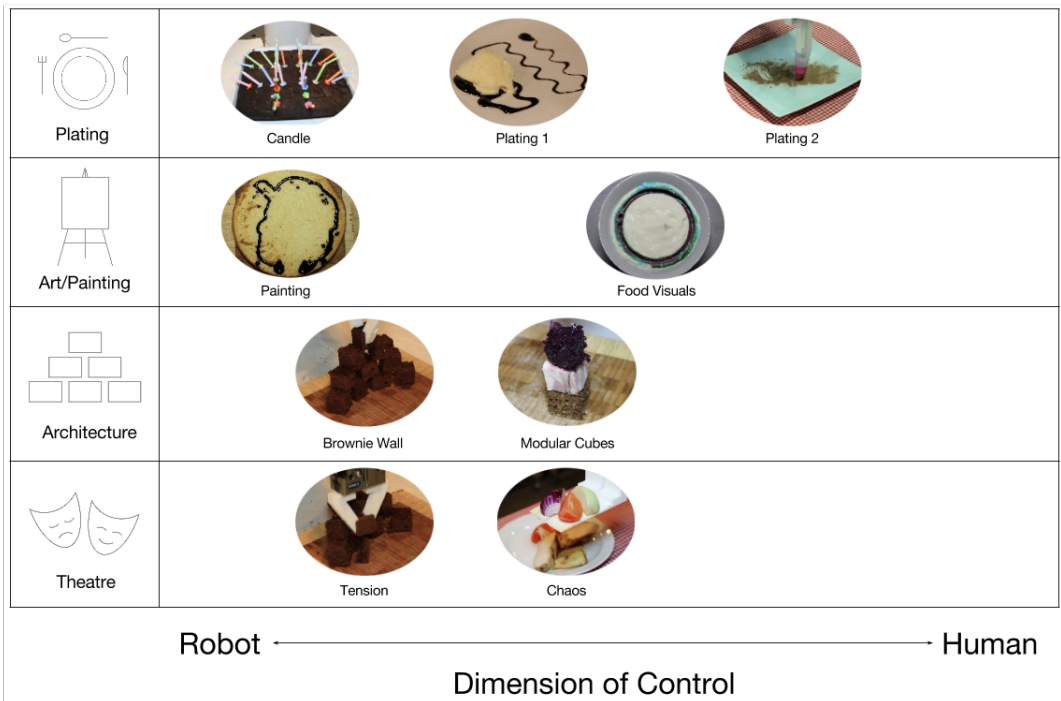 Plating
Candle
Plating 1
Plating 2
Art/Painting
Painting
Food Visuals
Architecture
Brownie Wall
Modular Cubes
Theatre
Tension
Chaos
Robot
Human
Dimension of Control